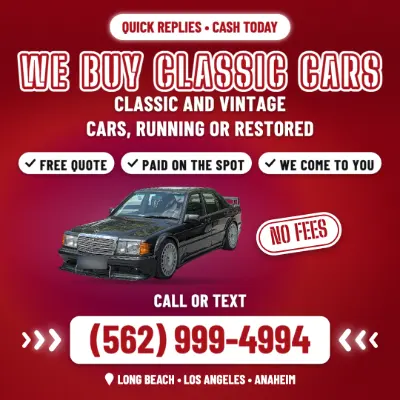 QUICK REPLIES • CASH TODAY
WE BUY CLASSIC CARS
CLASSIC AND VINTAGE
CARS, RUNNING OR RESTORED
✓ FREE QUOTE ✓ PAID ON THE SPOT ✓ WE COME TO YOU
NO FEES
CALL OR TEXT
(562) 999-4994
LONG BEACH • LOS ANGELES • ANAHEIM